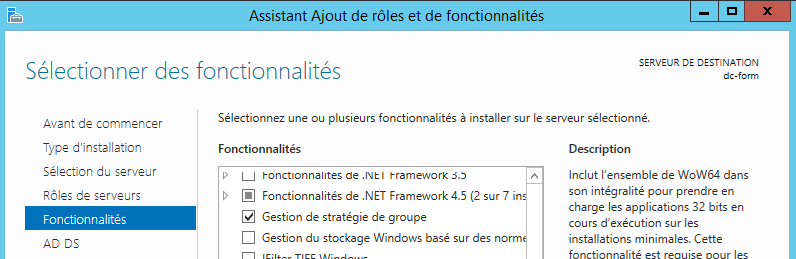 Assistant Ajout de rôles et de fonctionnalités
Sélectionner des fonctionnalités
SERVEUR DE DESTINATION
dc-form
Avant de commencer
Type d'installation
Sélection du serveur
Rôles de serveurs
Fonctionnalités
AD DS
Sélectionnez une ou plusieurs fonctionnalités à installer sur le serveur sélectionné.
Fonctionnalités
Fonctionnalités de .NET Framework 3.5
Fonctionnalités de .NET Framework 4.5 (2 sur 7 ins
Gestion de stratégie de groupe
Gestion du stockage Windows basé sur des norme
IFilter TIFF Windows
Description
Inclut l'ensemble de WoW64 dans
son intégralité pour prendre en
charge les applications 32 bits en
cours d'exécution sur les
installations minimales. Cette
fonctionnalité est requise pour les